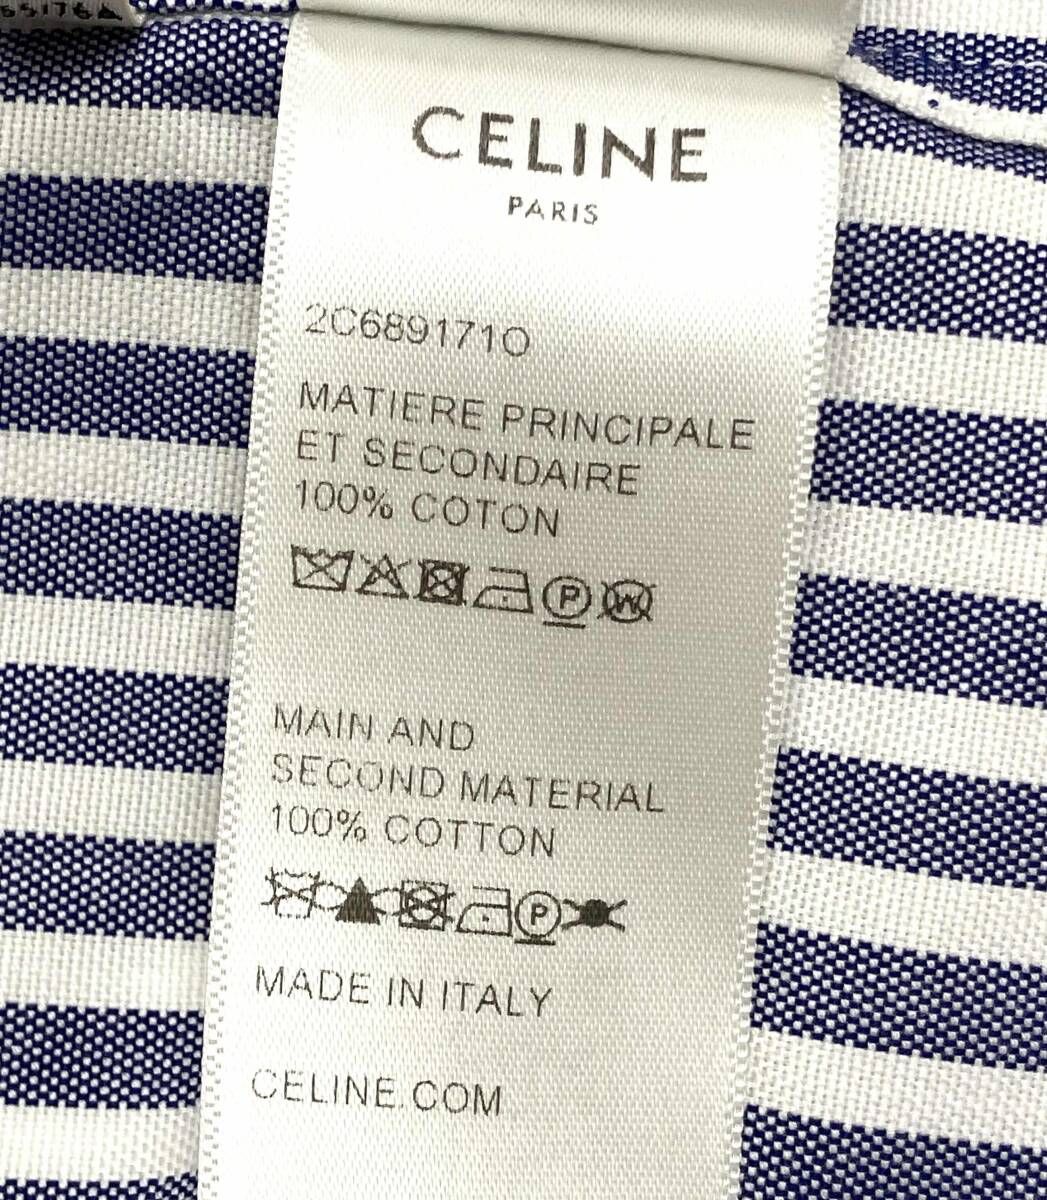 CELINE
PARIS
2C689171O
MATIERE PRINCIPALE
ET SECONDAIRE
100% COTON
P W
MAIN AND
SECOND MATERIAL
100% COTTON
P
MADE IN ITALY
CELINE.COM